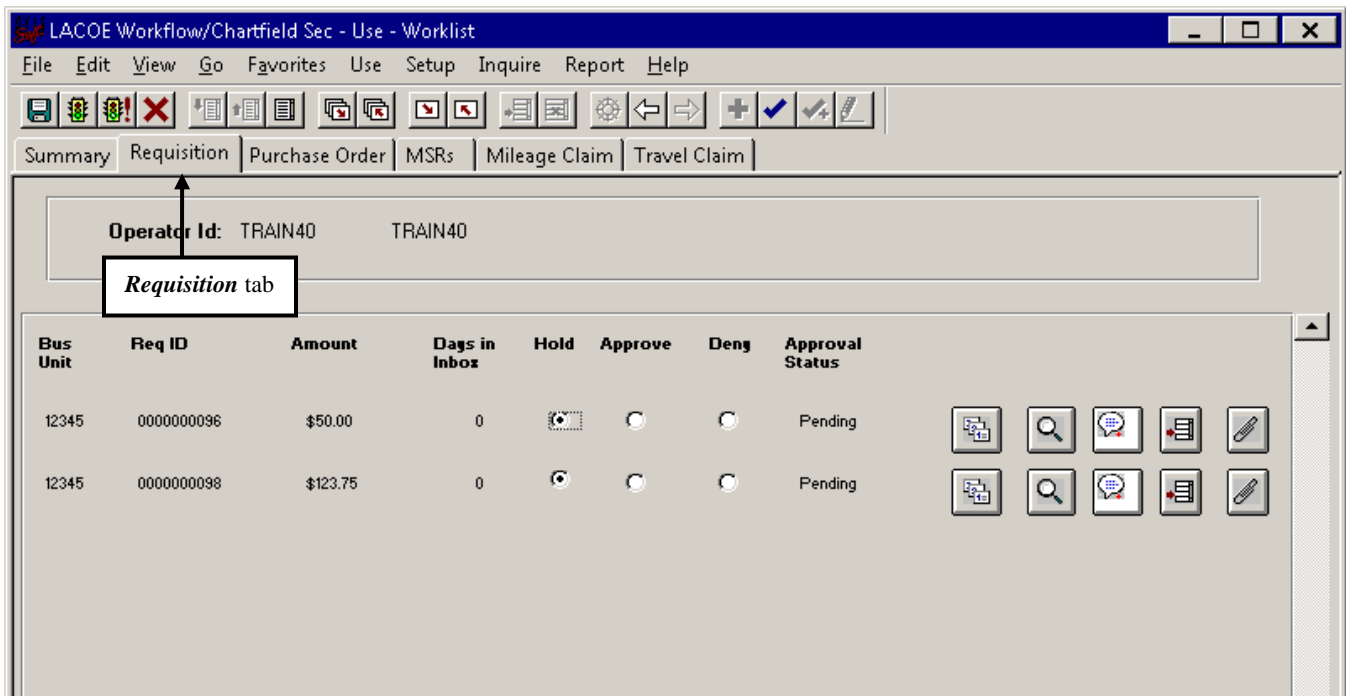 LACOE Workflow/Chartfield Sec - Use - Worklist
File Edit View Go Favorites Use Setup Inquire Report Help
Summary Requisition Purchase Order MSRs Mileage Claim Travel Claim
Operator Id: TRAIN40 TRAIN40
Requisition tab
Bus Unit Req ID Amount Days in Inbox Hold Approve Deny Approval Status
12345 0000000096 $50.00 0 Pending
12345 0000000098 $123.75 0 Pending